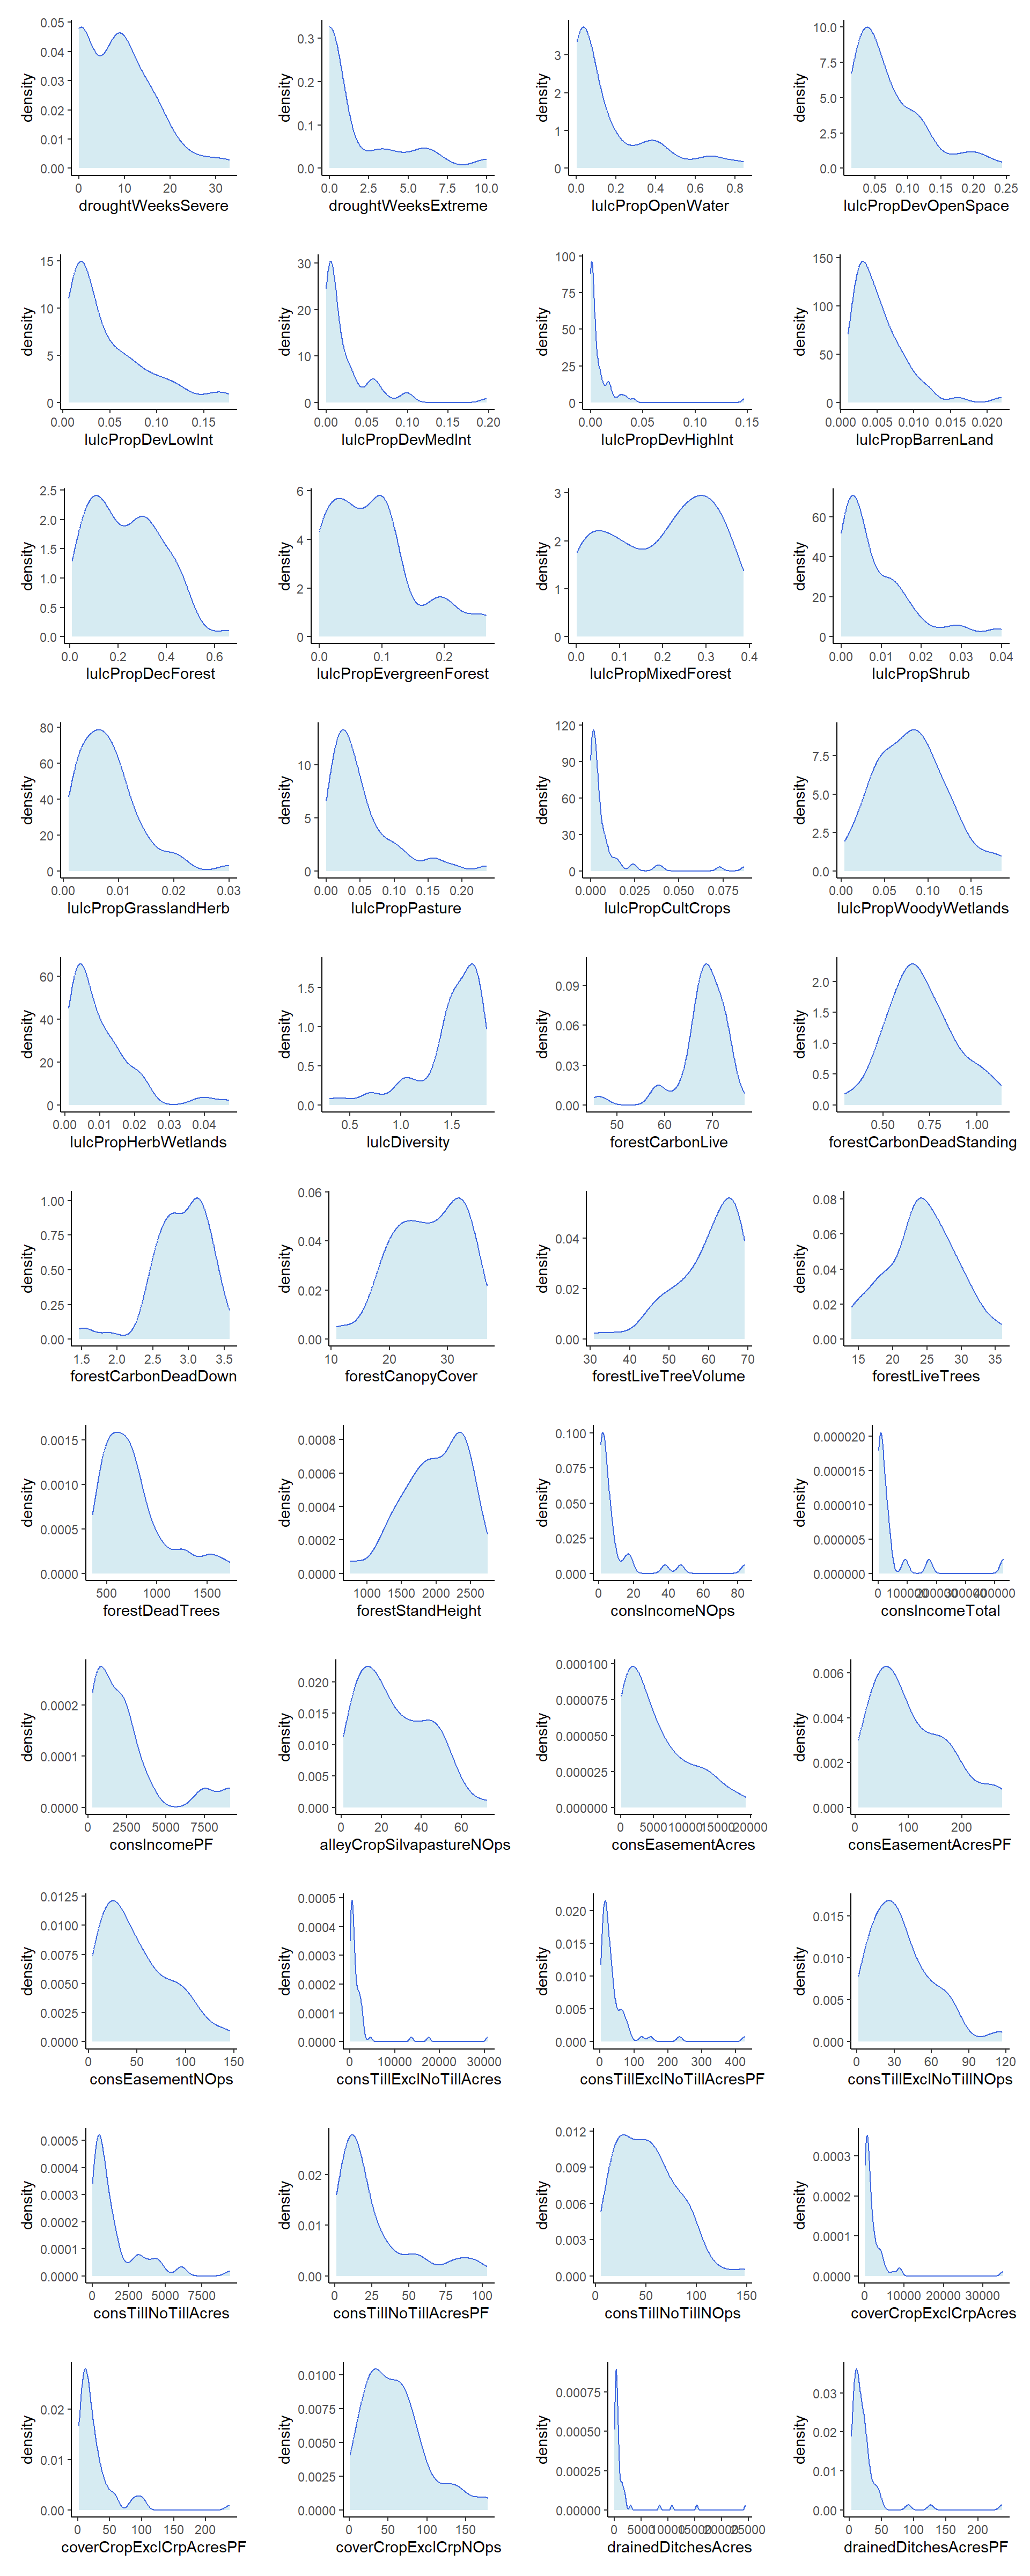 density
0.05
0.04
0.03
0.02
0.01
0.00
0 10 20 30
droughtWeeksSevere
density
0.3
0.2
0.1
0.0
0.0 2.5 5.0 7.5 10.0
droughtWeeksExtreme
density
3
2
1
0
0.0 0.2 0.4 0.6 0.8
lulcPropOpenWater
density
10.0
7.5
5.0
2.5
0.0
0.05 0.10 0.15 0.20 0.25
lulcPropDevOpenSpace
density
15
10
5
0
0.00 0.05 0.10 0.15
lulcPropDevLowInt
density
30
20
10
0
0.00 0.05 0.10 0.15 0.20
lulcPropDevMedInt
density
100
75
50
25
0
0.00 0.05 0.10 0.15
lulcPropDevHighInt
density
150
100
50
0
0.000 0.005 0.010 0.015 0.020
lulcPropBarrenLand
density
2.5
2.0
1.5
1.0
0.5
0.0
0.0 0.2 0.4 0.6
lulcPropDecForest
density
6
4
2
0
0.0 0.1 0.2
lulcPropEvergreenForest
density
3
2
1
0
0.0 0.1 0.2 0.3 0.4
lulcPropMixedForest
density
60
40
20
0
0.00 0.01 0.02 0.03 0.04
lulcPropShrub
density
80
60
40
20
0
0.00 0.01 0.02 0.03
lulcPropGrasslandHerb
density
10
5
0
0.00 0.05 0.10 0.15 0.20
lulcPropPasture
density
120
90
60
30
0
0.000 0.025 0.050 0.075
lulcPropCultCrops
density
7.5
5.0
2.5
0.0
0.00 0.05 0.10 0.15
lulcPropWoodyWetlands
density
60
40
20
0
0.00 0.01 0.02 0.03 0.04
lulcPropHerbWetlands
density
1.5
1.0
0.5
0.0
0.5 1.0 1.5
lulcDiversity
density
0.09
0.06
0.03
0.00
50 60 70
forestCarbonLive
density
2.0
1.5
1.0
0.5
0.0
0.50 0.75 1.00
forestCarbonDeadStanding
density
1.00
0.75
0.50
0.25
0.00
1.5 2.0 2.5 3.0 3.5
forestCarbonDeadDown
density
0.06
0.04
0.02
0.00
10 20 30
forestCanopyCover
density
0.04
0.02
0.00
30 40 50 60 70
forestLiveTreeVolume
density
0.08
0.06
0.04
0.02
0.00
15 20 25 30 35
forestLiveTrees
density
0.0015
0.0010
0.0005
0.0000
500 1000 1500
forestDeadTrees
density
0.0008
0.0006
0.0004
0.0002
0.0000
1000 1500 2000 2500
forestStandHeight
density
0.100
0.075
0.050
0.025
0.000
0 20 40 60 80
consIncomeNOps
density
0.000020
0.000015
0.000010
0.000005
0.000000
0 100000 200000 300000 400000
consIncomeTotal
density
0.0002
0.0001
0.0000
0 2500 5000 7500
consIncomePF
density
0.020
0.015
0.010
0.005
0.000
0 20 40 60
alleyCropSilvapastureNOps
density
0.000100
0.000075
0.000050
0.000025
0.000000
0 5000 10000 15000 20000
consEasementAcres
density
0.006
0.004
0.002
0.000
0 100 200
consEasementAcresPF
density
0.0125
0.0100
0.0075
0.0050
0.0025
0.0000
0 50 100 150
consEasementNOps
density
0.0005
0.0004
0.0003
0.0002
0.0001
0.0000
0 10000 20000 30000
consTillExclNoTillAcres
density
0.020
0.015
0.010
0.005
0.000
0 100 200 300 400
consTillExclNoTillAcresPF
density
0.015
0.010
0.005
0.000
0 30 60 90 120
consTillExclNoTillNOps
density
0.0005
0.0004
0.0003
0.0002
0.0001
0.0000
0 2500 5000 7500
consTillNoTillAcres
density
0.02
0.01
0.00
0 25 50 75 100
consTillNoTillAcresPF
density
0.012
0.009
0.006
0.003
0.000
0 50 100 150
consTillNoTillNOps
density
0.0003
0.0002
0.0001
0.0000
0 10000 20000 30000
coverCropExclCrpAcres
density
0.02
0.01
0.00
0 50 100 150 200
coverCropExclCrpAcresPF
density
0.0100
0.0075
0.0050
0.0025
0.0000
0 50 100 150
coverCropExclCrpNOps
density
0.00075
0.00050
0.00025
0.00000
0 5000 10000 15000 20000 25000
drainedDitchesAcres
density
0.03
0.02
0.01
0.00
0 50 100 150 200
drainedDitchesAcresPF